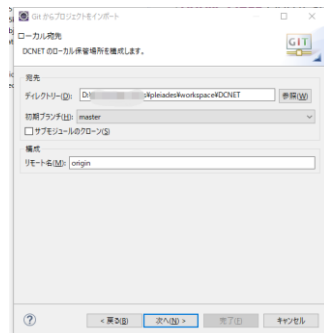 Git からプロジェクトをインポート
ローカル宛先
DCNET のローカル保管場所を構成します。
GIT
宛先
ディレクトリー(D): D:¥ s¥pleiades¥workspace¥DCNET 参照(W)
初期ブランチ(H): master
サブモジュールのクローン(S)
構成
リモート名(M): origin
< 戻る(B) 次へ(N) > 完了(F) キャンセル